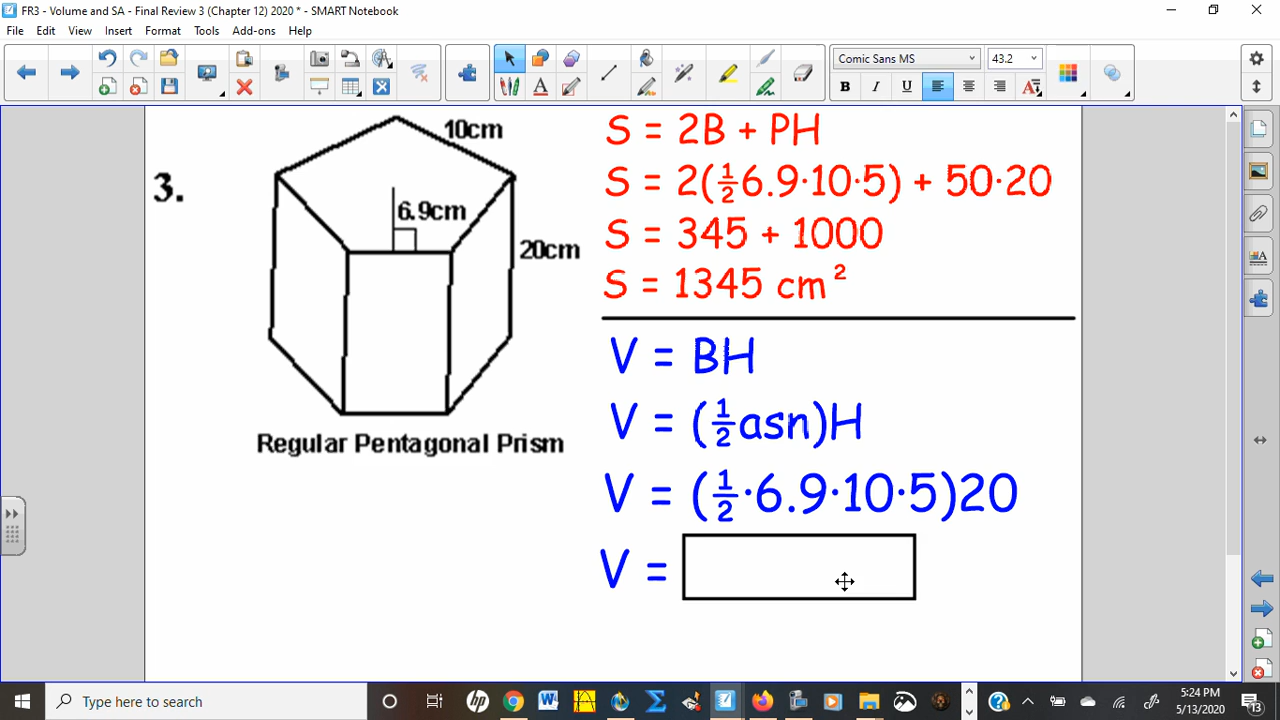 FR3 - Volume and SA - Final Review 3 (Chapter 12) 2020 * - SMART Notebook
File Edit View Insert Format Tools Add-ons Help
Comic Sans MS 43.2
B I U A
3.
10cm
6.9cm
20cm
Regular Pentagonal Prism
S = 2B + PH
S = 2(½6.9·10·5) + 50·20
S = 345 + 1000
S = 1345 cm²
V = BH
V = (½asn)H
V = (½·6.9·10·5)20
V =
Type here to search
5:24 PM
5/13/2020
13